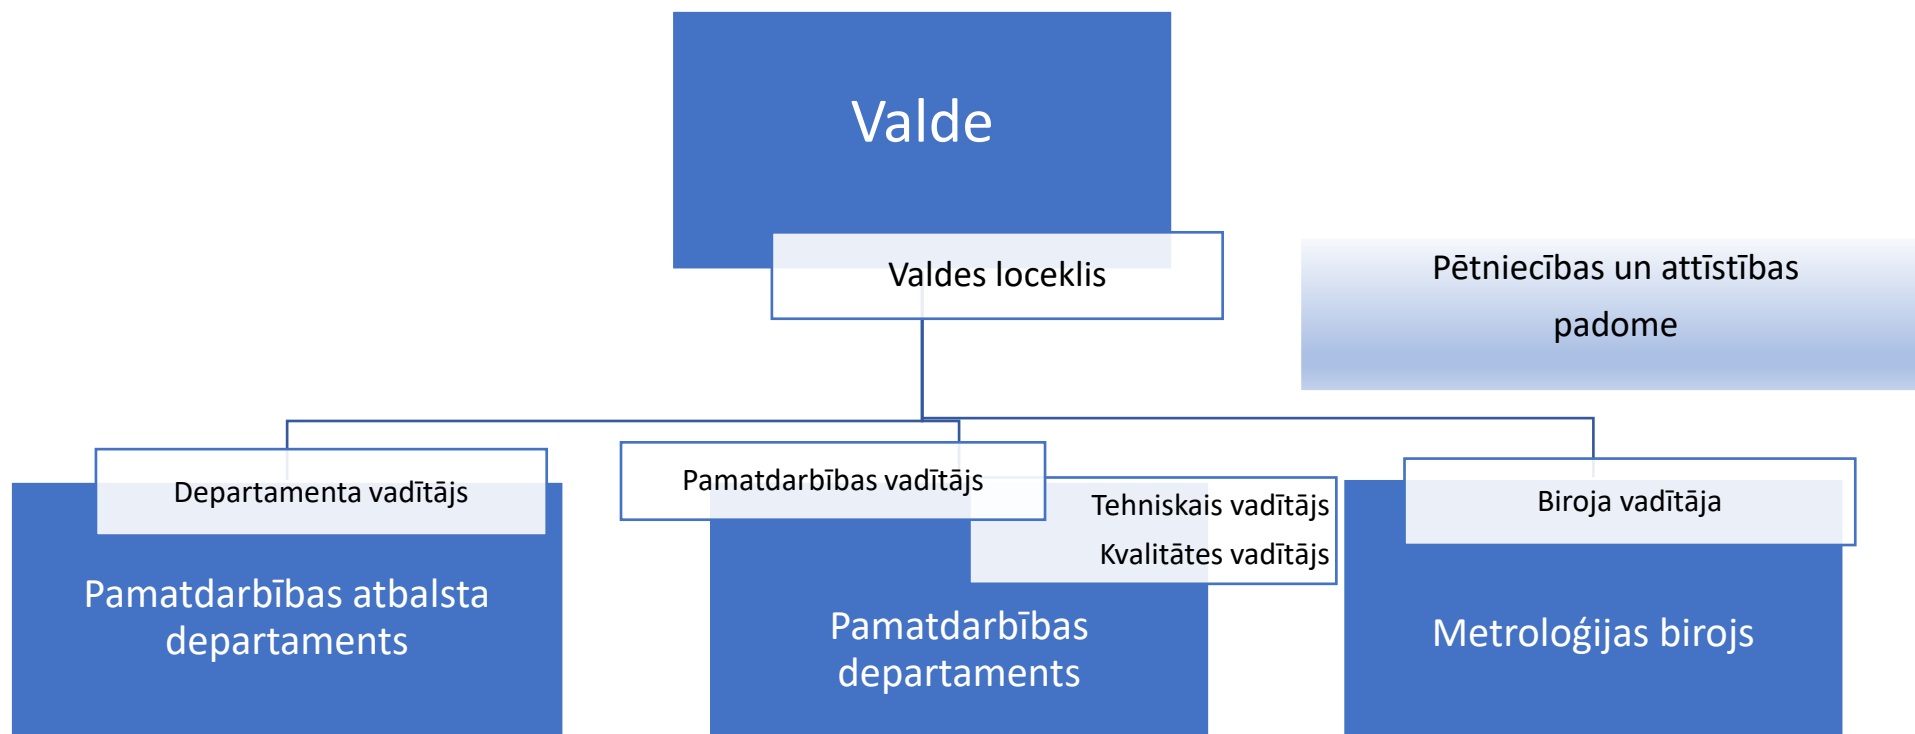 Valde
Valdes loceklis
Pētniecības un attīstības
padome
Departamenta vadītājs
Pamatdarbības atbalsta
departaments
Pamatdarbības vadītājs
Tehniskais vadītājs
Kvalitātes vadītājs
Pamatdarbības
departaments
Biroja vadītāja
Metroloģijas birojs